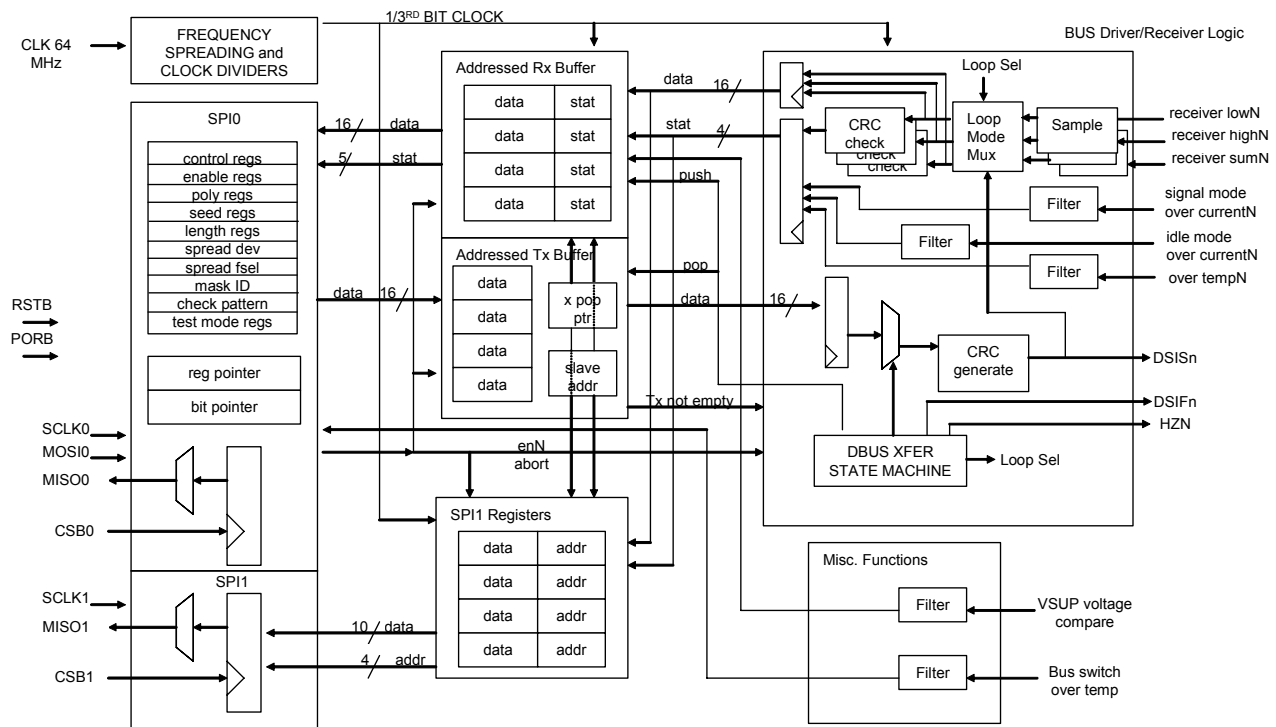 1/3RD BIT CLOCK
CLK 64
MHz
FREQUENCY
SPREADING and
CLOCK DIVIDERS
BUS Driver/Receiver Logic
SPI0
control regs
enable regs
poly regs
seed regs
length regs
spread dev
spread fsel
mask ID
check pattern
test mode regs
reg pointer
bit pointer
RSTB
PORB
SCLK0
MOSI0
MISO0
CSB0
SPI1
SCLK1
MISO1
CSB1
16 data
5 stat
data 16
10 data
4 addr
Addressed Rx Buffer
data stat
data stat
data stat
data stat
Addressed Tx Buffer
data
data
data
data
x pop
ptr
slave
addr
data
16
stat
4
push
pop
data 16
Tx not empty
enN
abort
SPI1 Registers
data addr
data addr
data addr
data addr
Loop Sel
CRC
check
check
check
Loop
Mode
Mux
Sample
receiver lowN
receiver highN
receiver sumN
Filter
signal mode
over currentN
Filter
idle mode
over currentN
Filter
over tempN
CRC
generate
DSISn
DSIFn
HZN
DBUS XFER
STATE MACHINE
Loop Sel
Misc. Functions
Filter
VSUP voltage
compare
Filter
Bus switch
over temp